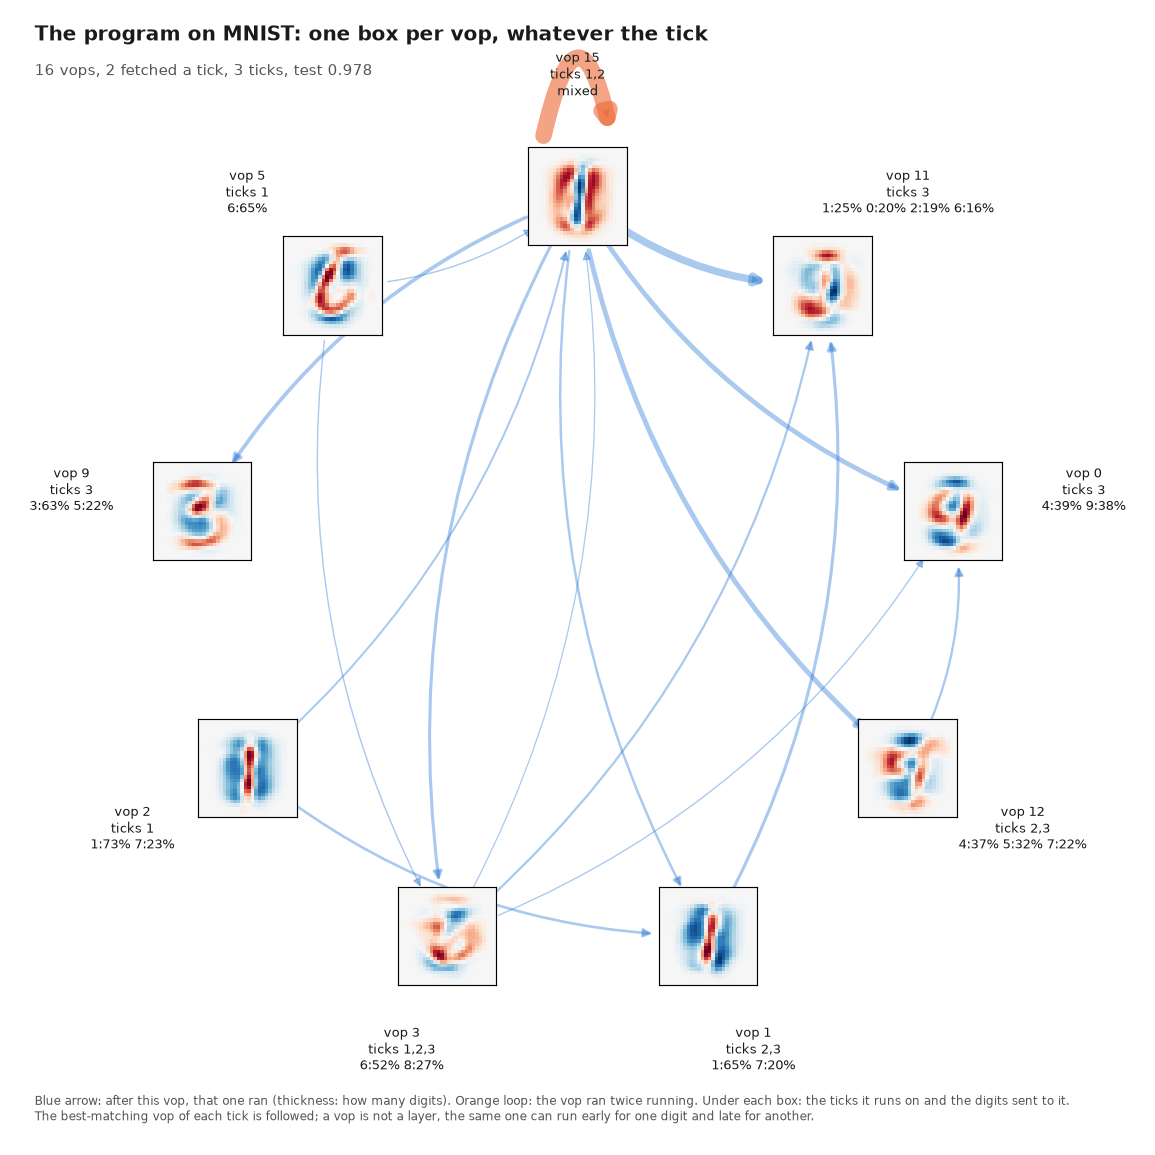 The program on MNIST: one box per vop, whatever the tick
16 vops, 2 fetched a tick, 3 ticks, test 0.978
vop 15
ticks 1,2
mixed
vop 5
ticks 1
6:65%
vop 11
ticks 3
1:25% 0:20% 2:19% 6:16%
vop 9
ticks 3
3:63% 5:22%
vop 0
ticks 3
4:39% 9:38%
vop 2
ticks 1
1:73% 7:23%
vop 12
ticks 2,3
4:37% 5:32% 7:22%
vop 3
ticks 1,2,3
6:52% 8:27%
vop 1
ticks 2,3
1:65% 7:20%
Blue arrow: after this vop, that one ran (thickness: how many digits). Orange loop: the vop ran twice running. Under each box: the ticks it runs on and the digits sent to it.
The best-matching vop of each tick is followed; a vop is not a layer, the same one can run early for one digit and late for another.